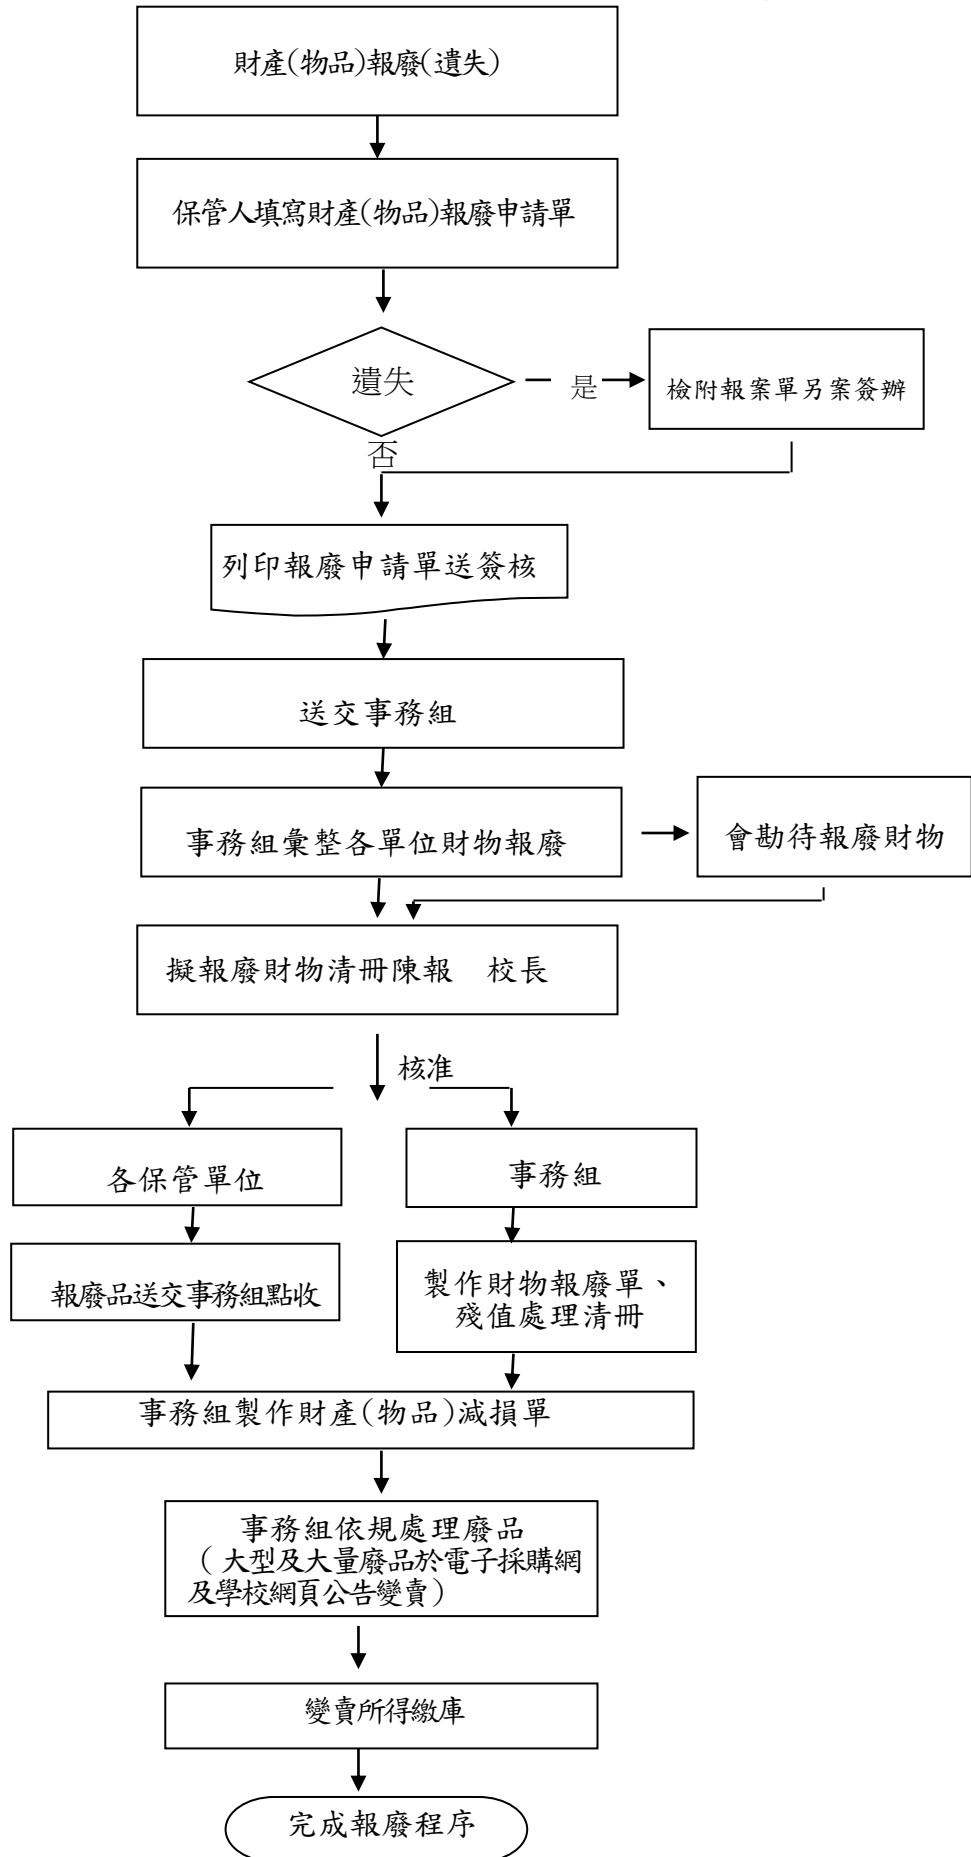 財產(物品)報廢(遺失)
保管人填寫財產(物品)報廢申請單
遺失
是
檢附報案單另案簽辦
否
列印報廢申請單送簽核
送交事務組
事務組彙整各單位財物報廢
會勘待報廢財物
擬報廢財物清冊陳報　校長
核准
各保管單位
事務組
報廢品送交事務組點收
製作財物報廢單、
殘值處理清冊
事務組製作財產(物品)減損單
事務組依規處理廢品
（大型及大量廢品於電子採購網
及學校網頁公告變賣）
變賣所得繳庫
完成報廢程序